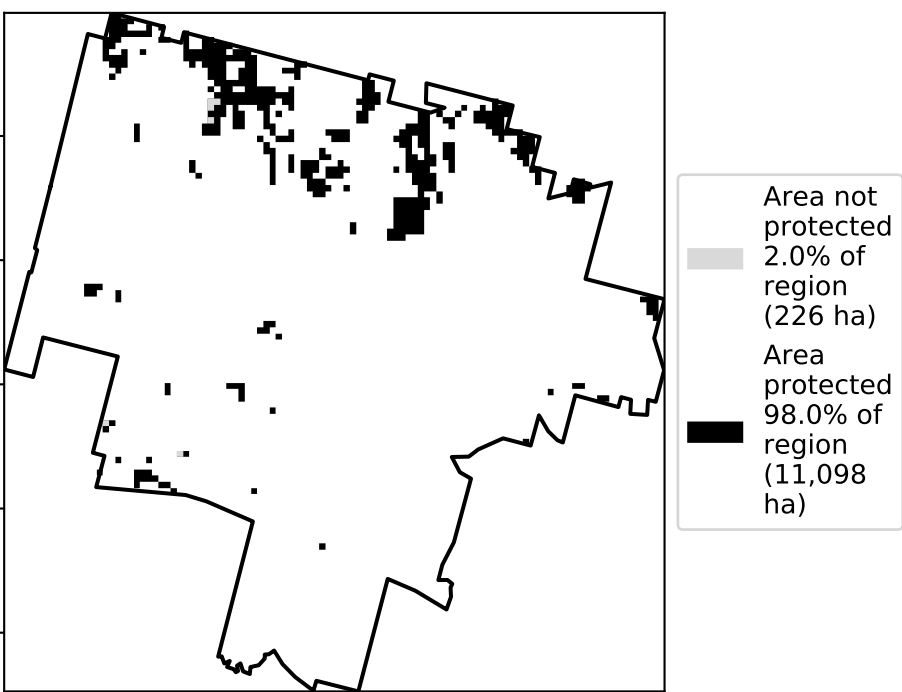 Area not
protected
2.0% of
region
(226 ha)
Area
protected
98.0% of
region
(11,098
ha)